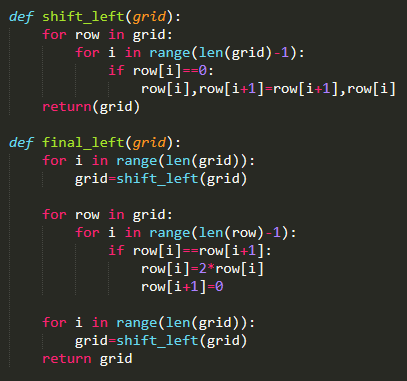 def shift_left(grid):
    for row in grid:
        for i in range(len(grid)-1):
            if row[i]==0:
                row[i],row[i+1]=row[i+1],row[i]
    return(grid)

def final_left(grid):
    for i in range(len(grid)):
        grid=shift_left(grid)

    for row in grid:
        for i in range(len(row)-1):
            if row[i]==row[i+1]:
                row[i]=2*row[i]
                row[i+1]=0

    for i in range(len(grid)):
        grid=shift_left(grid)
    return grid